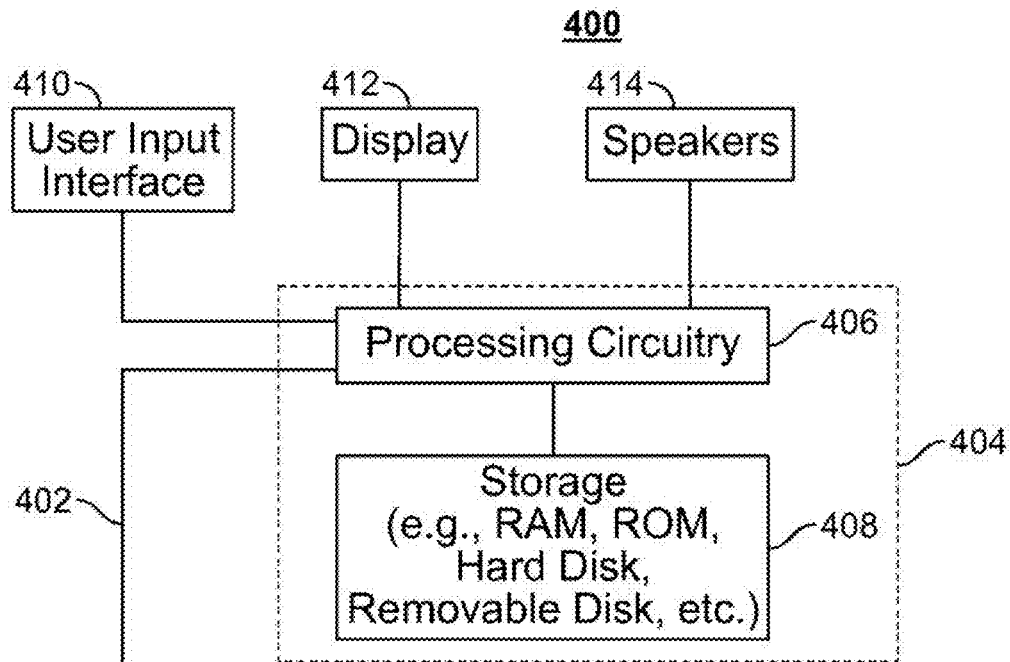 400
410
412
414
User Input
Interface
Display
Speakers
Processing Circuitry
406
404
402
Storage
(e.g., RAM, ROM,
Hard Disk,
Removable Disk, etc.)
408